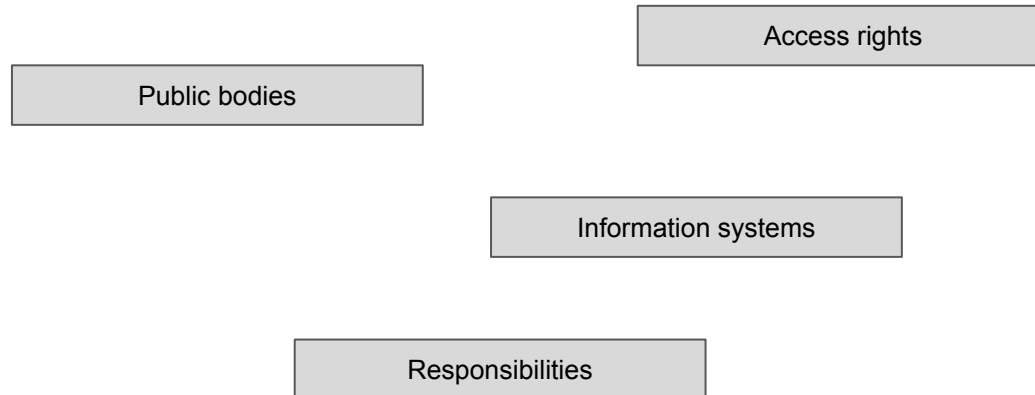 Access rights
Public bodies
Information systems
Responsibilities